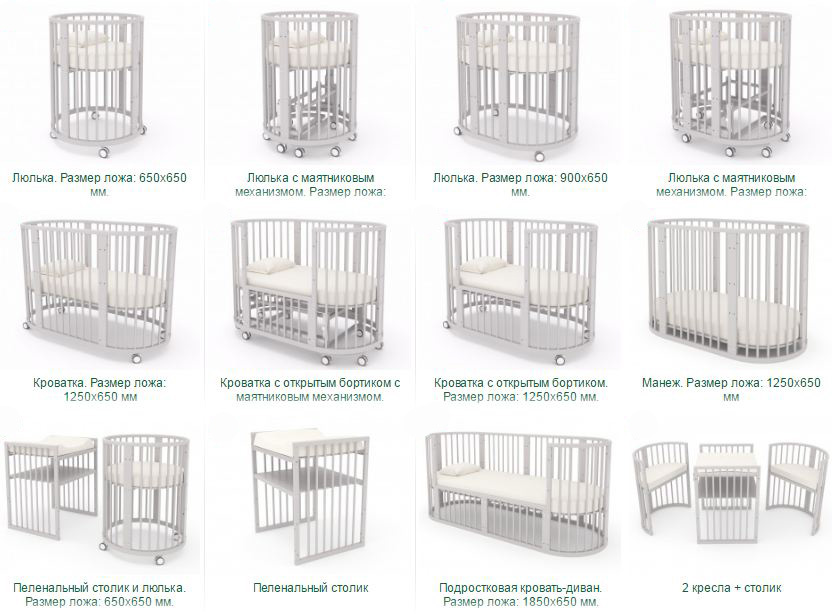 Люлька. Размер ложа: 650x650
мм.
Люлька с маятниковым
механизмом. Размер ложа:
Люлька. Размер ложа: 900x650
мм.
Люлька с маятниковым
механизмом. Размер ложа:
Кроватка. Размер ложа:
1250x650 мм
Кроватка с открытым бортиком с
маятниковым механизмом.
Кроватка с открытым бортиком.
Размер ложа: 1250x650 мм.
Манеж. Размер ложа: 1250x650
мм
Пеленальный столик и люлька.
Размер ложа: 650x650 мм.
Пеленальный столик
Подростковая кровать-диван.
Размер ложа: 1850x650 мм.
2 кресла + столик